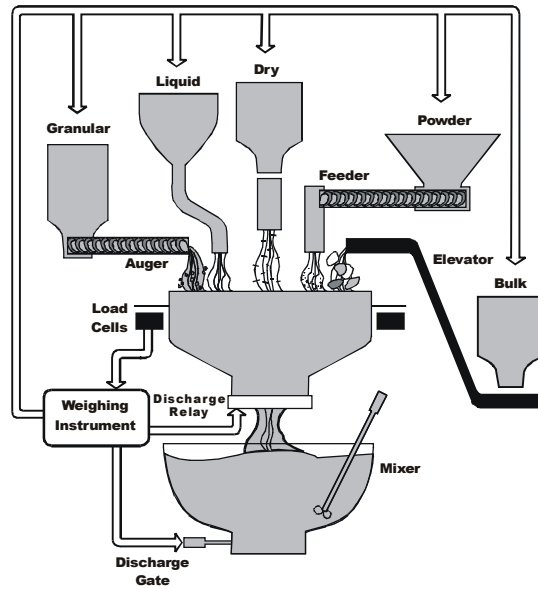 Dry
Liquid
Granular
Powder
Feeder
Auger
Elevator
Bulk
Load
Cells
Weighing
Instrument
Discharge
Relay
Mixer
Discharge
Gate